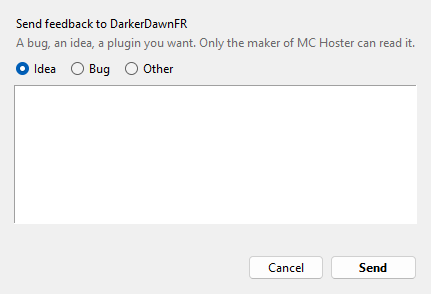 Send feedback to DarkerDawnFR
A bug, an idea, a plugin you want. Only the maker of MC Hoster can read it.
Idea Bug Other
Cancel Send